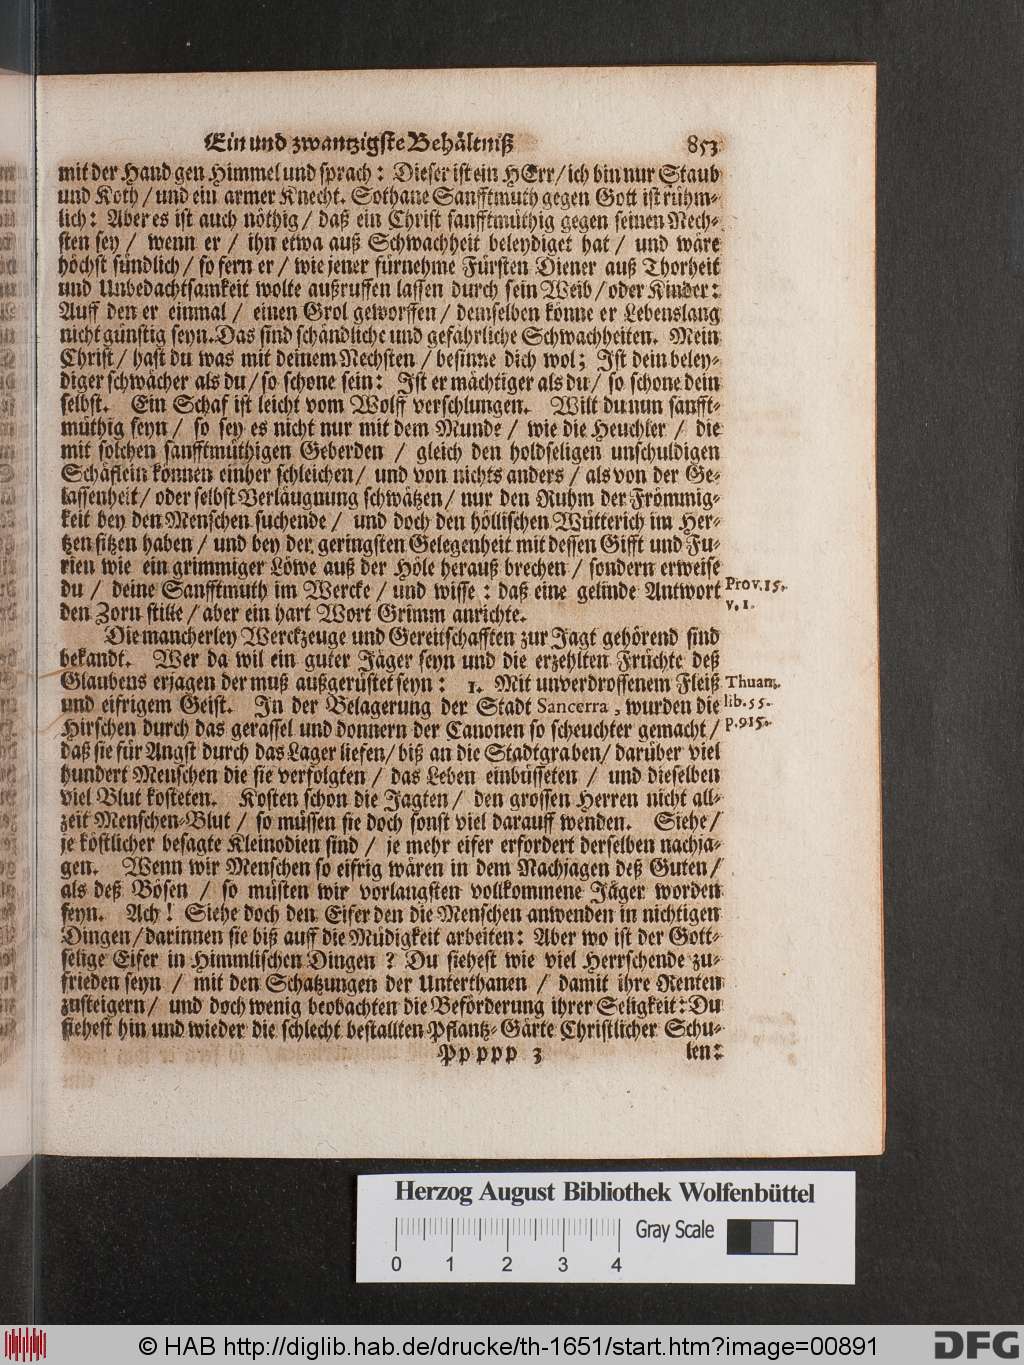 Ein und zwantzigste Behältniß 853
mit der Hand gen Himmel und sprach: Dieser ist ein HErr/ ich bin nur Staub
und Koth/ und ein armer Knecht. Sothane Sanfftmuth gegen Gott ist rühm-
lich: Aber es ist auch nöthig/ daß ein Christ sanfftmüthig gegen seinen Nech-
sten sey/ wenn er/ ihn etwa auß Schwachheit beleydiget hat/ und wäre
höchst sündlich/ so fern er/ wie jener fürnehme Fürsten Diener auß Thorheit
und Unbedachtsamkeit wolte außruffen lassen durch sein Weib/ oder Kinder:
Auff den er einmal/ einen Grol geworffen/ demselben könne er Lebenslang
nicht günstig seyn. Das sind schändliche und gefährliche Schwachheiten. Mein
Christ/ hast du was mit deinem Nechsten/ besinne dich wol; Ist dein beley-
diger schwächer als du/ so schone sein: Ist er mächtiger als du/ so schone dein
selbst. Ein Schaf ist leicht vom Wolff verschlungen. Wilt du nun sanfft-
müthig seyn/ so sey es nicht nur mit dem Munde/ wie die Heuchler/ die
mit solchen sanfftmüthigen Geberden/ gleich den holdseligen unschuldigen
Schäflein können einher schleichen/ und von nichts anders/ als von der Ge-
lassenheit/ oder selbst Verläugnung schwätzen/ nur den Ruhm der Frömmig-
keit bey den Menschen suchende/ und doch den höllischen Wütterich im Her-
tzen sitzen haben/ und bey der geringsten Gelegenheit mit dessen Gifft und Fu-
rien wie ein grimmiger Löwe auß der Höle herauß brechen/ sondern erweise
du/ deine Sanfftmuth im Wercke/ und wisse: daß eine gelinde Antwort
den Zorn stille/ aber ein hart Wort Grimm anrichte.
Prov. 15.
v. 1.
Die mancherley Werckzeuge und Gereitschafften zur Jagt gehörend sind
bekandt. Wer da wil ein guter Jäger seyn und die erzehlten Früchte deß
Glaubens erjagen der muß außgerüstet seyn: 1. Mit unverdrossenem Fleiß
und eifrigem Geist. In der Belagerung der Stadt Sancerra, wurden die
Hirschen durch das gerassel und donnern der Canonen so scheuchter gemacht/
Thuan.
lib. 55.
p. 915.
daß sie für Angst durch das Lager liefen/ biß an die Stadtgraben/ darüber viel
hundert Menschen die sie verfolgten/ das Leben einbüsseten/ und dieselben
viel Blut kosteten. Kosten schon die Jagten/ den grossen Herren nicht all-
zeit Menschen-Blut/ so müssen sie doch sonst viel darauff wenden. Siehe/
je köstlicher besagte Kleinodien sind/ je mehr eifer erfordert derselben nachja-
gen. Wenn wir Menschen so eifrig wären in dem Nachjagen deß Guten/
als deß Bösen/ so müsten wir vorlangsten vollkommene Jäger worden
seyn. Ach! Siehe doch den Eifer den die Menschen anwenden in nichtigen
Dingen/ darinnen sie biß auff die Müdigkeit arbeiten: Aber wo ist der Gott-
selige Eifer in Himmlischen Dingen? Du siehest wie viel Herrschende zu-
frieden seyn/ mit den Schatzungen der Unterthanen/ damit ihre Renten
zusteigern/ und doch wenig beobachten die Beförderung ihrer Seligkeit: Du
siehest hin und wieder die schlecht bestallten Pflantz-Gärte Christlicher Schu-
Pp ppp 3 len:
Herzog August Bibliothek Wolfenbüttel
Gray Scale
0 1 2 3 4
© HAB http://diglib.hab.de/drucke/th-1651/start.htm?image=00891
DFG